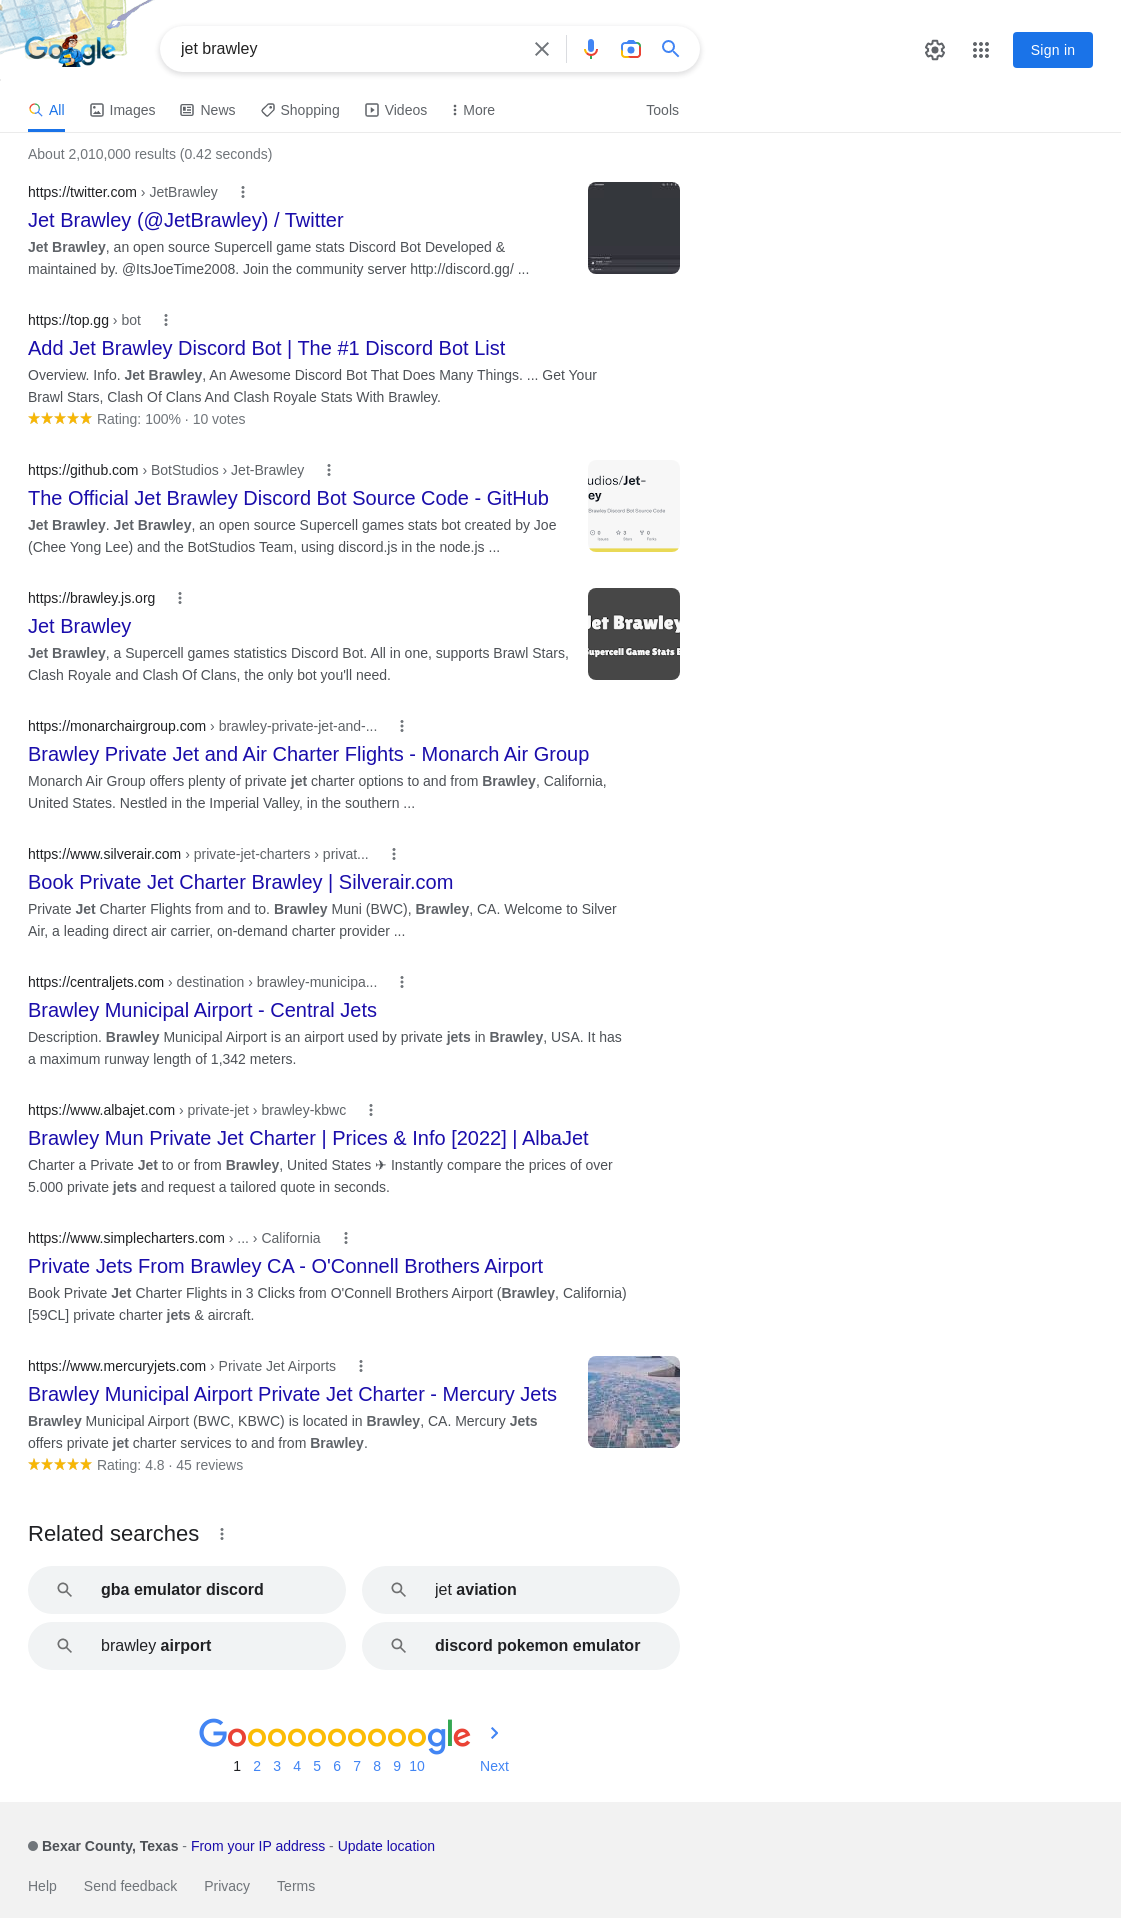 Google
jet brawley
Sign in
All
Images
News
Shopping
Videos
More
Tools
About 2,010,000 results (0.42 seconds)
https://twitter.com › JetBrawley
Jet Brawley (@JetBrawley) / Twitter
Jet Brawley, an open source Supercell game stats Discord Bot Developed &
maintained by. @ItsJoeTime2008. Join the community server http://discord.gg/ ...
https://top.gg › bot
Add Jet Brawley Discord Bot | The #1 Discord Bot List
Overview. Info. Jet Brawley, An Awesome Discord Bot That Does Many Things. ... Get Your
Brawl Stars, Clash Of Clans And Clash Royale Stats With Brawley.
Rating: 100% · 10 votes
https://github.com › BotStudios › Jet-Brawley
The Official Jet Brawley Discord Bot Source Code - GitHub
Jet Brawley. Jet Brawley, an open source Supercell games stats bot created by Joe
(Chee Yong Lee) and the BotStudios Team, using discord.js in the node.js ...
udios/Jet-
ey
Brawley Discord Bot Source Code
https://brawley.js.org
Jet Brawley
Jet Brawley, a Supercell games statistics Discord Bot. All in one, supports Brawl Stars,
Clash Royale and Clash Of Clans, the only bot you'll need.
Jet Brawley
Supercell Game Stats
https://monarchairgroup.com › brawley-private-jet-and-...
Brawley Private Jet and Air Charter Flights - Monarch Air Group
Monarch Air Group offers plenty of private jet charter options to and from Brawley, California,
United States. Nestled in the Imperial Valley, in the southern ...
https://www.silverair.com › private-jet-charters › privat...
Book Private Jet Charter Brawley | Silverair.com
Private Jet Charter Flights from and to. Brawley Muni (BWC), Brawley, CA. Welcome to Silver
Air, a leading direct air carrier, on-demand charter provider ...
https://centraljets.com › destination › brawley-municipa...
Brawley Municipal Airport - Central Jets
Description. Brawley Municipal Airport is an airport used by private jets in Brawley, USA. It has
a maximum runway length of 1,342 meters.
https://www.albajet.com › private-jet › brawley-kbwc
Brawley Mun Private Jet Charter | Prices & Info [2022] | AlbaJet
Charter a Private Jet to or from Brawley, United States ✈ Instantly compare the prices of over
5.000 private jets and request a tailored quote in seconds.
https://www.simplecharters.com › ... › California
Private Jets From Brawley CA - O'Connell Brothers Airport
Book Private Jet Charter Flights in 3 Clicks from O'Connell Brothers Airport (Brawley, California)
[59CL] private charter jets & aircraft.
https://www.mercuryjets.com › Private Jet Airports
Brawley Municipal Airport Private Jet Charter - Mercury Jets
Brawley Municipal Airport (BWC, KBWC) is located in Brawley, CA. Mercury Jets
offers private jet charter services to and from Brawley.
Rating: 4.8 · 45 reviews
Related searches
gba emulator discord
jet aviation
brawley airport
discord pokemon emulator
Goooooooooogle
1 2 3 4 5 6 7 8 9 10 Next
Bexar County, Texas - From your IP address - Update location
Help Send feedback Privacy Terms